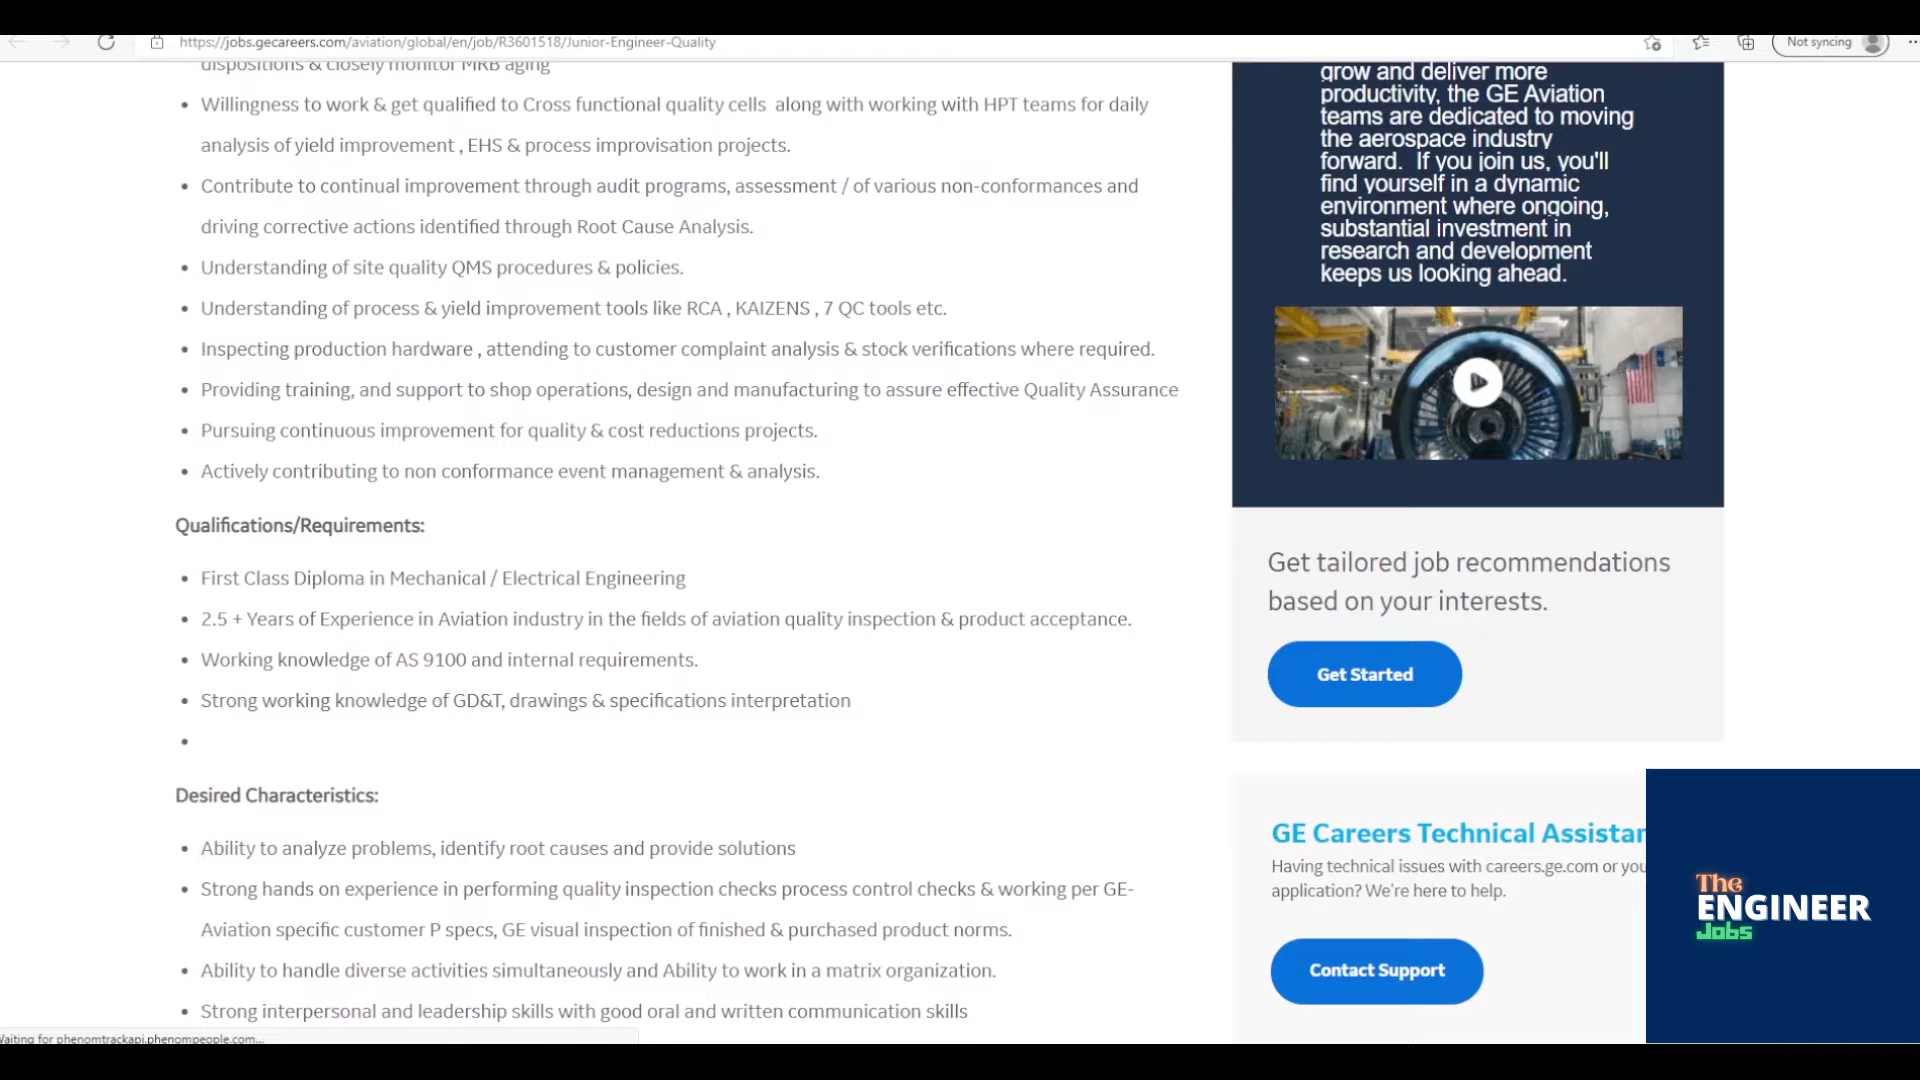 https://jobs.gecareers.com/aviation/global/en/job/R3601518/Junior-Engineer-Quality
Not syncing
dispositions & closely monitor MRB aging
Willingness to work & get qualified to Cross functional quality cells along with working with HPT teams for daily
analysis of yield improvement , EHS & process improvisation projects.
Contribute to continual improvement through audit programs, assessment / of various non-conformances and
driving corrective actions identified through Root Cause Analysis.
Understanding of site quality QMS procedures & policies.
Understanding of process & yield improvement tools like RCA , KAIZENS , 7 QC tools etc.
Inspecting production hardware , attending to customer complaint analysis & stock verifications where required.
Providing training, and support to shop operations, design and manufacturing to assure effective Quality Assurance
Pursuing continuous improvement for quality & cost reductions projects.
Actively contributing to non conformance event management & analysis.
Qualifications/Requirements:
First Class Diploma in Mechanical / Electrical Engineering
2.5 + Years of Experience in Aviation industry in the fields of aviation quality inspection & product acceptance.
Working knowledge of AS 9100 and internal requirements.
Strong working knowledge of GD&T, drawings & specifications interpretation
Desired Characteristics:
Ability to analyze problems, identify root causes and provide solutions
Strong hands on experience in performing quality inspection checks process control checks & working per GE-
Aviation specific customer P specs, GE visual inspection of finished & purchased product norms.
Ability to handle diverse activities simultaneously and Ability to work in a matrix organization.
Strong interpersonal and leadership skills with good oral and written communication skills
Waiting for phenomtrackapi.phenompeople.com...
grow and deliver more
productivity, the GE Aviation
teams are dedicated to moving
the aerospace industry
forward. If you join us, you'll
find yourself in a dynamic
environment where ongoing,
substantial investment in
research and development
keeps us looking ahead.
Get tailored job recommendations
based on your interests.
Get Started
GE Careers Technical Assistan
Having technical issues with careers.ge.com or you
application? We're here to help.
Contact Support
The
ENGINEER
Jobs